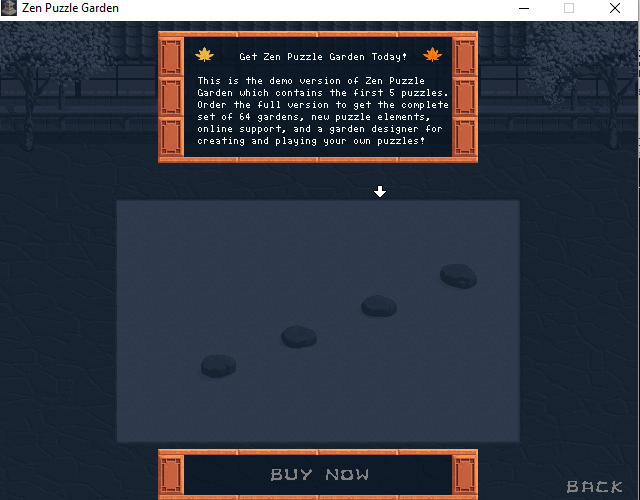 Zen Puzzle Garden
Get Zen Puzzle Garden Today!
This is the demo version of Zen Puzzle
Garden which contains the first 5 puzzles.
Order the full version to get the complete
set of 64 gardens, new puzzle elements,
online support, and a garden designer for
creating and playing your own puzzles!
BUY NOW
BACK